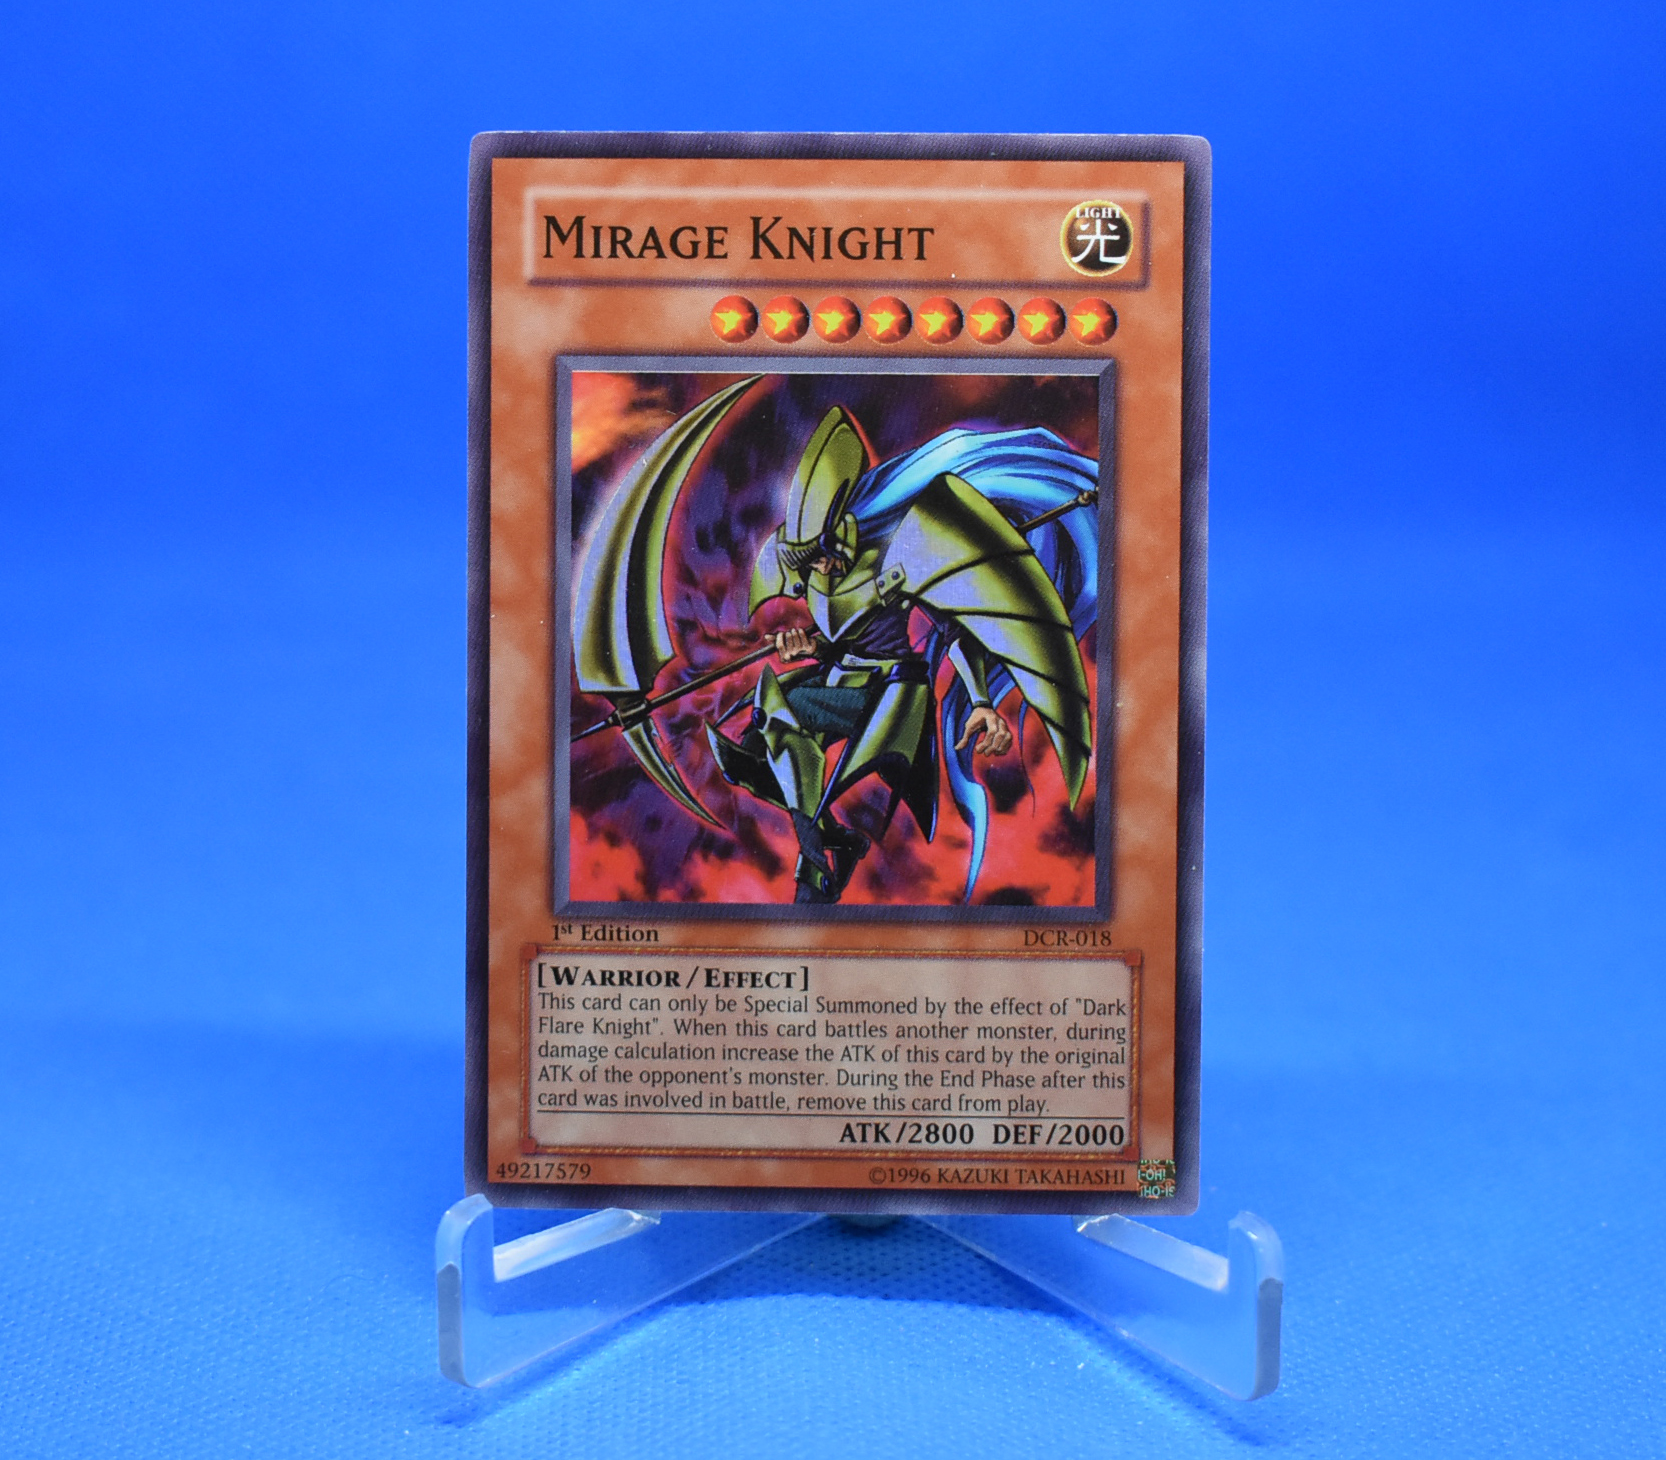 MIRAGE KNIGHT
LIGHT
光
1st Edition
DCR-018
[WARRIOR/EFFECT]
This card can only be Special Summoned by the effect of "Dark
Flare Knight". When this card battles another monster, during
damage calculation increase the ATK of this card by the original
ATK of the opponent's monster. During the End Phase after this
card was involved in battle, remove this card from play.
ATK/2800 DEF/2000
49217579
©1996 KAZUKI TAKAHASHI